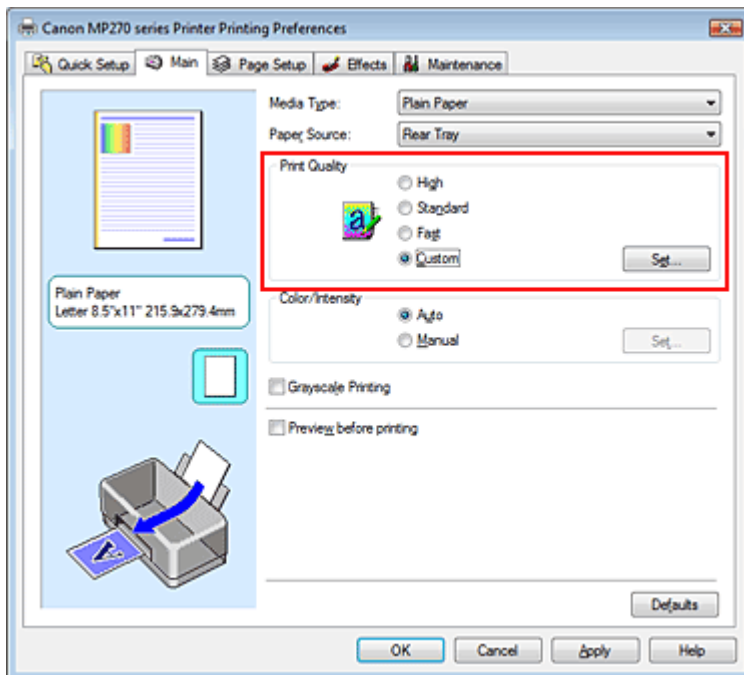 Canon MP270 series Printer Printing Preferences
Quick Setup Main Page Setup Effects Maintenance
Media Type: Plain Paper
Paper Source: Rear Tray
Print Quality
High
a Standard
Fast
Custom Set...
Plain Paper
Letter 8.5"x11" 215.9x279.4mm
Color/Intensity
Auto
Manual Set...
Grayscale Printing
Preview before printing
A
Defaults
OK Cancel Apply Help